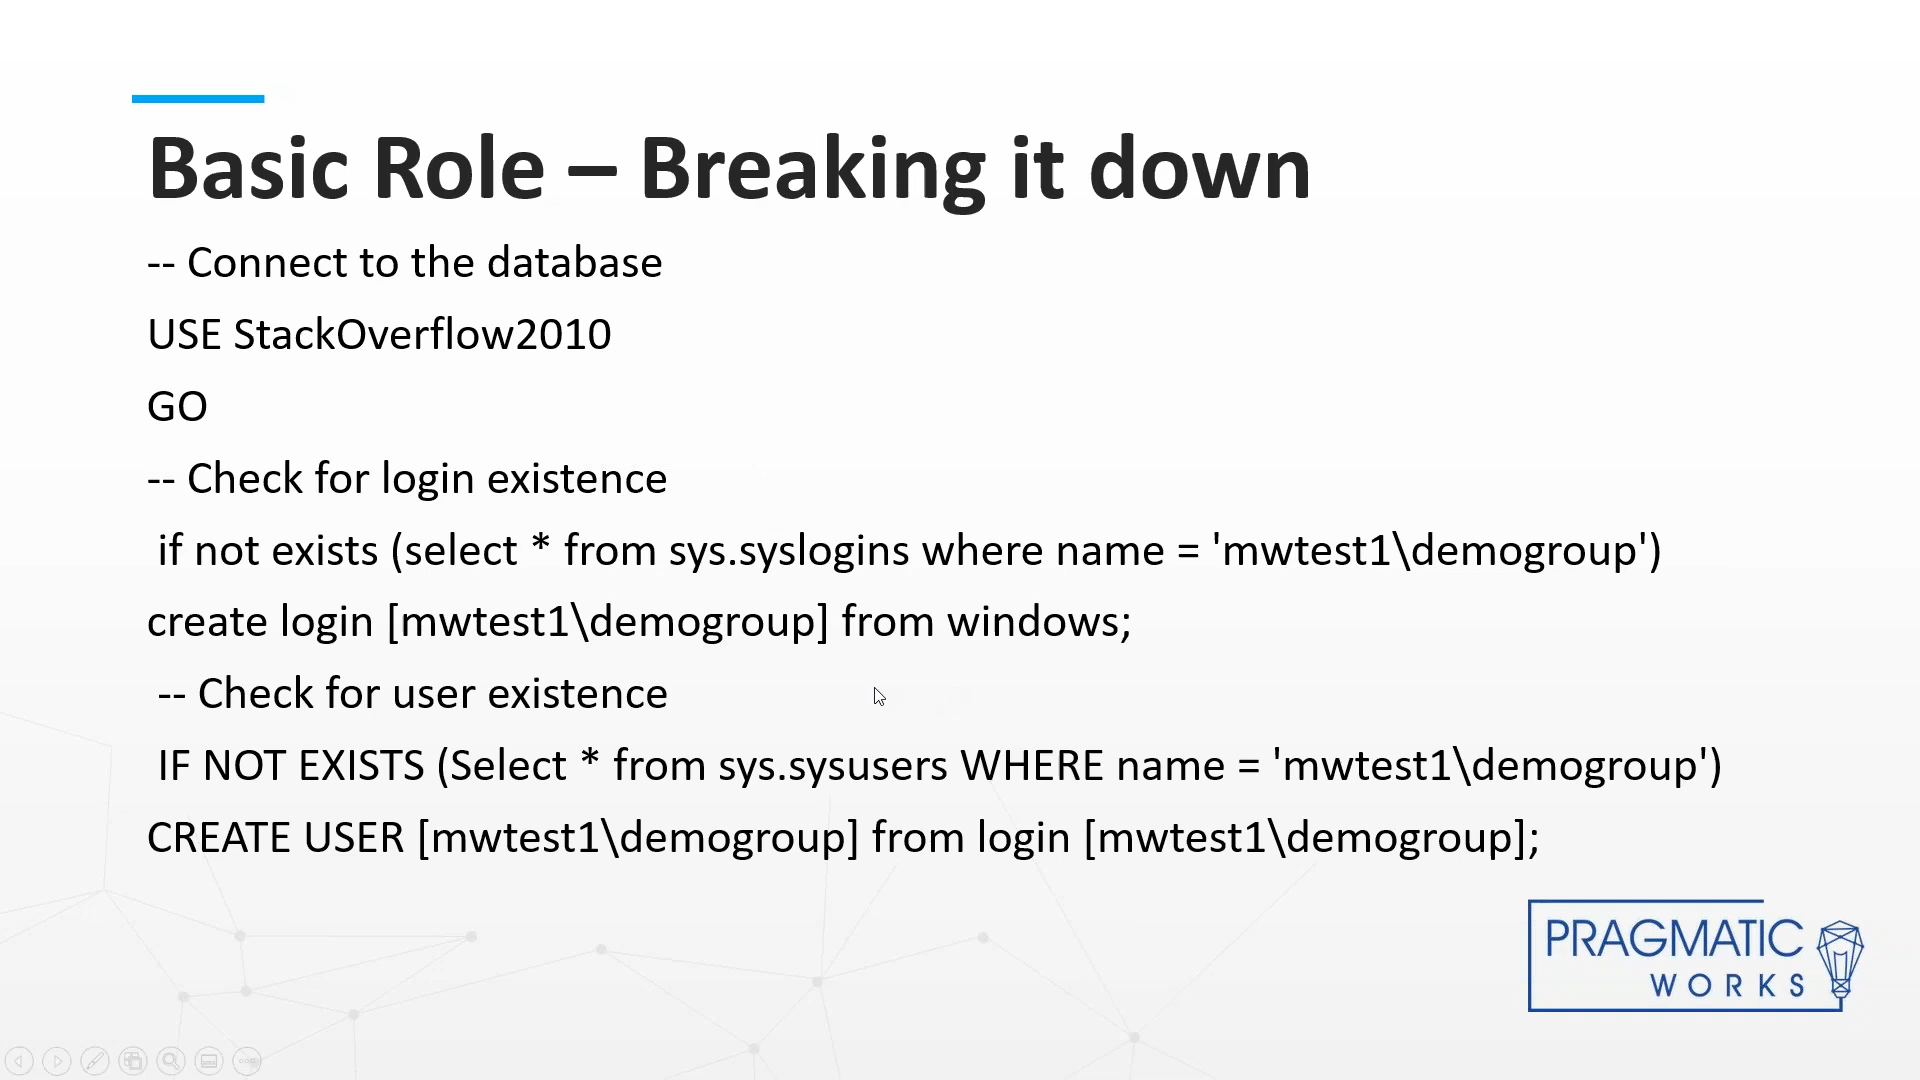 Basic Role – Breaking it down
-- Connect to the database
USE StackOverflow2010
GO
-- Check for login existence
if not exists (select * from sys.syslogins where name = 'mwtest1\demogroup')
create login [mwtest1\demogroup] from windows;
-- Check for user existence
IF NOT EXISTS (Select * from sys.sysusers WHERE name = 'mwtest1\demogroup')
CREATE USER [mwtest1\demogroup] from login [mwtest1\demogroup];
PRAGMATIC
WORKS